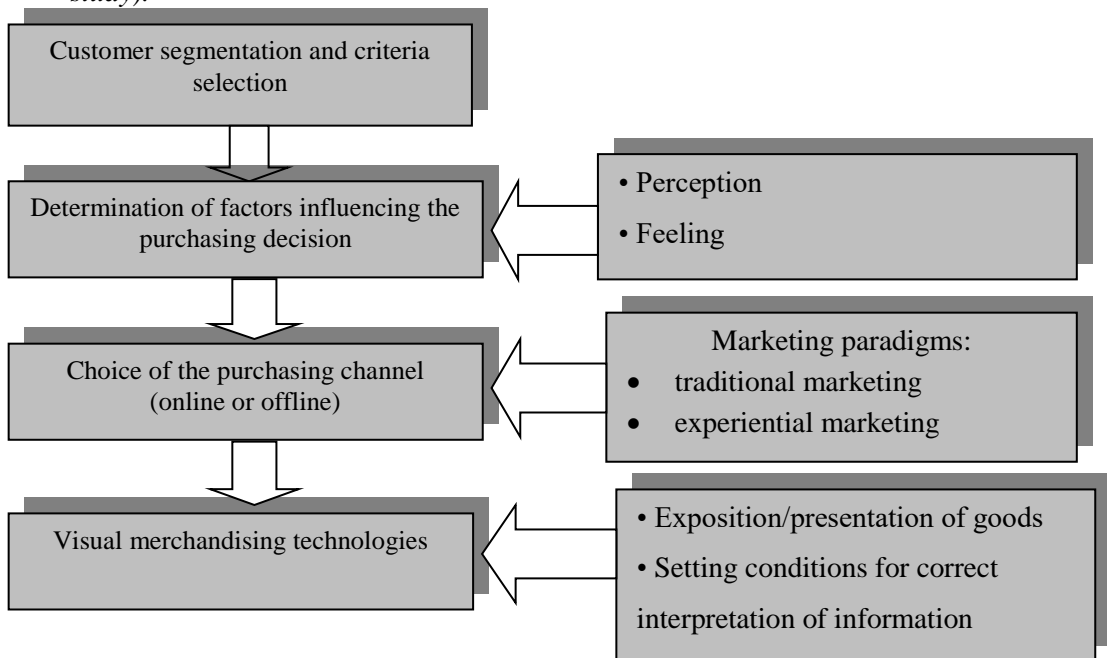 study).
Customer segmentation and criteria
selection
Determination of factors influencing the
purchasing decision
• Perception
• Feeling
Choice of the purchasing channel
(online or offline)
Marketing paradigms:
• traditional marketing
• experiential marketing
Visual merchandising technologies
• Exposition/presentation of goods
• Setting conditions for correct
interpretation of information